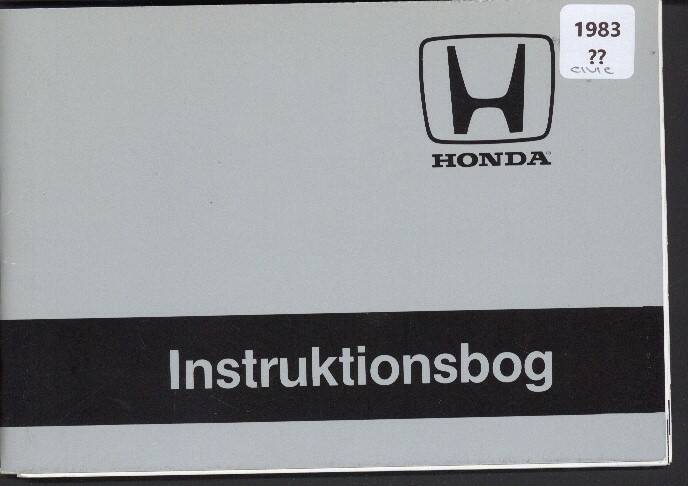 1983
??
civic
HONDA
Instruktionsbog